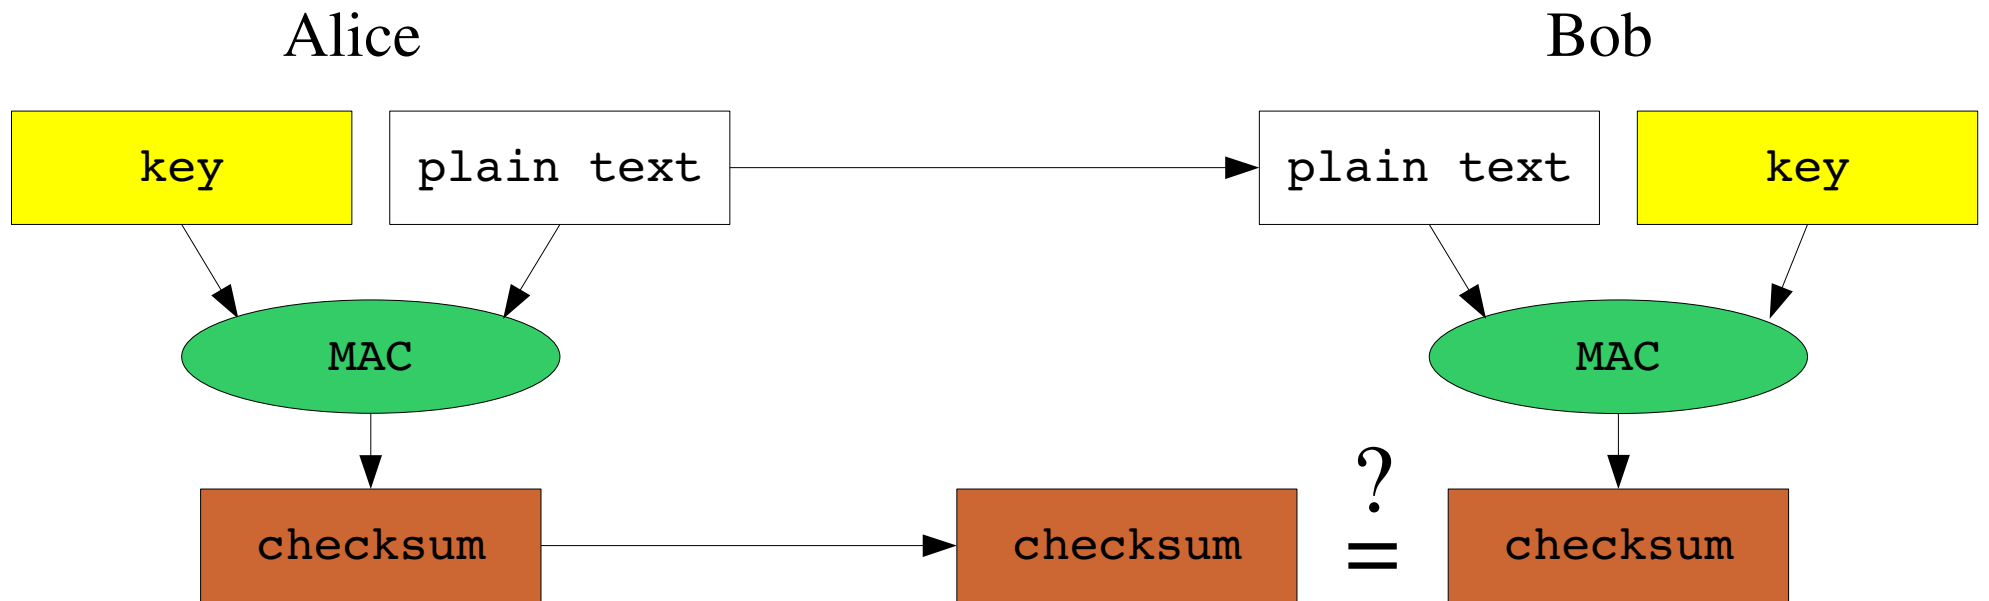 Alice
Bob
key
plain text
plain text
key
MAC
MAC
checksum
checksum
?
=
checksum